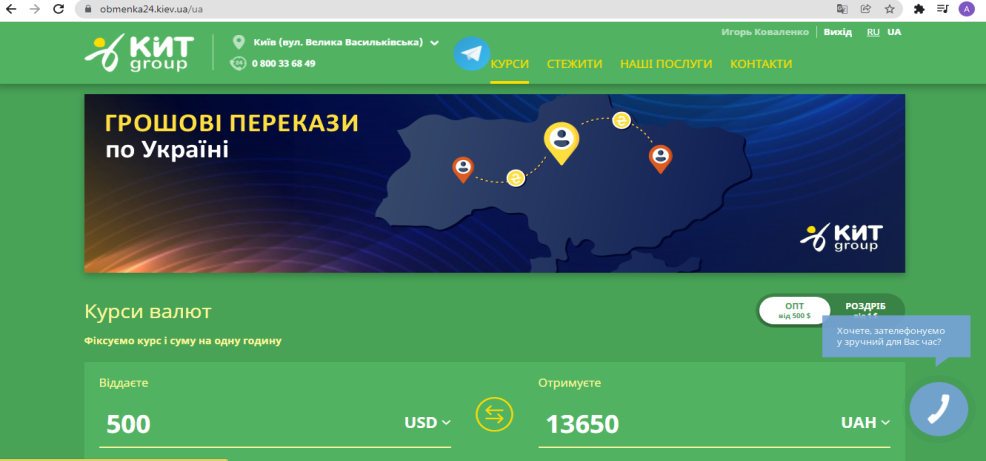 obmenka24.kiev.ua/ua
A
КИТ
group
Київ (вул. Велика Васильківська)
24
0 800 33 68 49
Игорь Коваленко
Вихід
RU UA
КУРСИ СТЕЖИТИ НАШІ ПОСЛУГИ КОНТАКТИ
ГРОШОВІ ПЕРЕКАЗИ
по Україні
₴
₴
КИТ
group
Курси валют
Фіксуємо курс і суму на одну годину
ОПТ
від 500 $
РОЗДРІБ
Хочете, зателефонуємо
у зручний для Вас час?
Віддаєте
500 USD
Отримуєте
13650 UAH